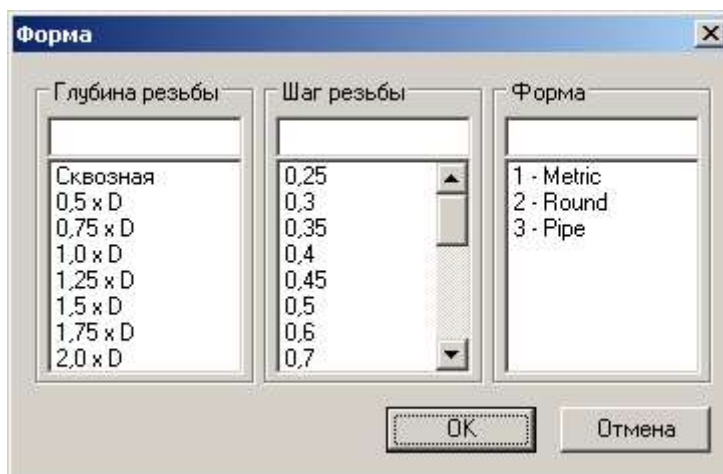 Форма
Глубина резьбы
Сквозная
0,5 x D
0,75 x D
1,0 x D
1,25 x D
1,5 x D
1,75 x D
2,0 x D
Шаг резьбы
0,25
0,3
0,35
0,4
0,45
0,5
0,6
0,7
Форма
1 - Metric
2 - Round
3 - Pipe
OK
Отмена